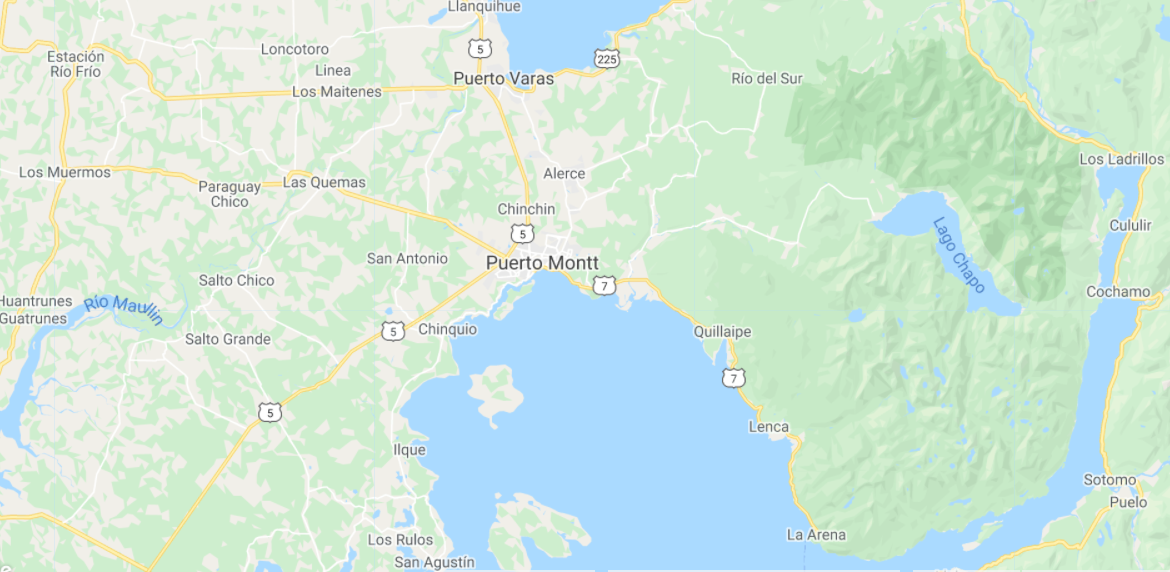 Llanquihue
5
Loncotoro
Estación
Río Frío
225
Linea
Puerto Varas
Río del Sur
Los Maitenes
Los Ladrillos
Los Muermos
Alerce
Paraguay
Chico
Las Quemas
Chinchin
Cululir
5
Lago Chapo
San Antonio
Puerto Montt
Salto Chico
7
Cochamo
Huantrunes
Guatrunes
Río Maullín
5
Chinquio
Quillaipe
Salto Grande
7
5
Lenca
Ilque
Sotomo
Puelo
La Arena
Los Rulos
San Agustín